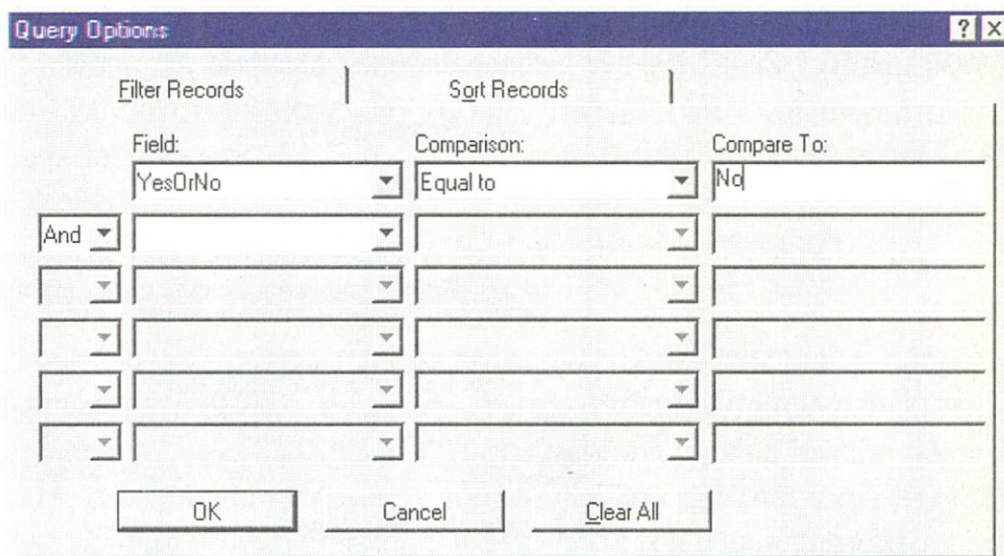 Query Options ? ×
Filter Records Sort Records
Field: Comparison: Compare To:
YesOrNo Equal to No
And
OK Cancel Clear All